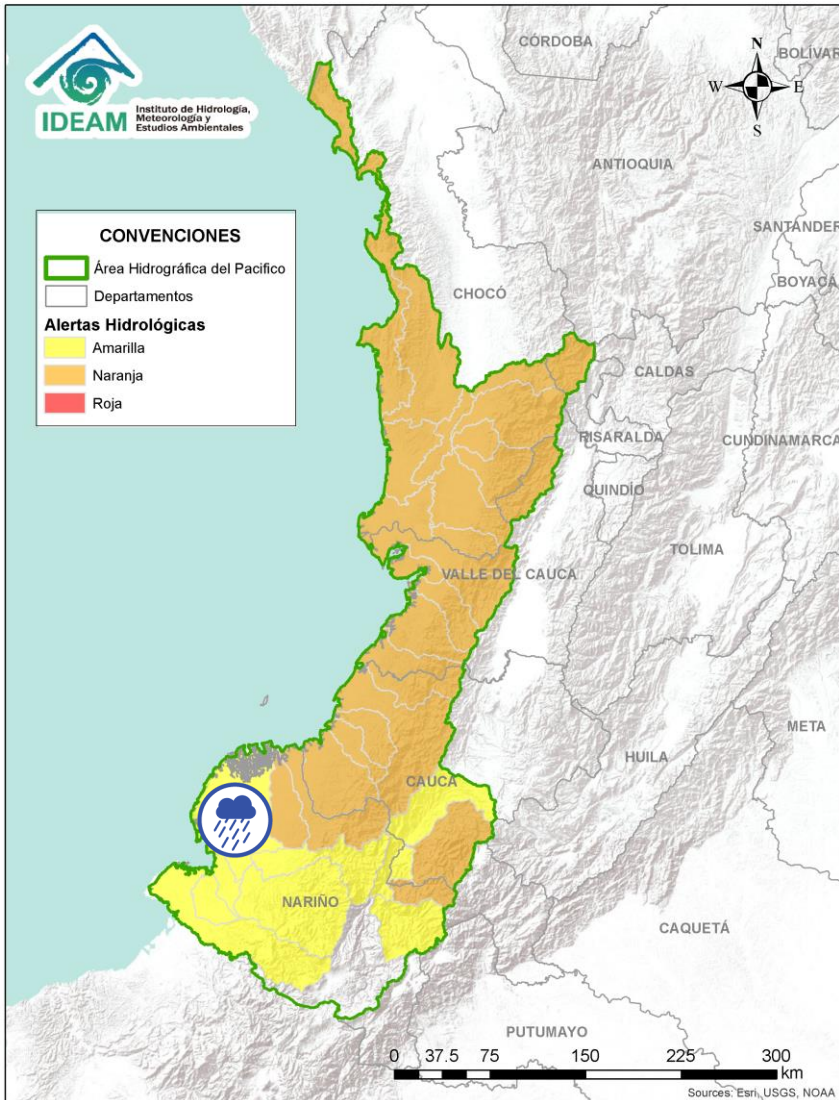 IDEAM
Instituto de Hidrología,
Meteorología y
Estudios Ambientales
CÓRDOBA
BOLÍVAR
N
W
E
S
ANTIOQUIA
SANTANDER
BOYACÁ
CONVENCIONES
Área Hidrográfica del Pacifico
Departamentos
Alertas Hidrológicas
Amarilla
Naranja
Roja
CHOCÓ
CALDAS
RISARALDA
CUNDINAMARCA
QUINDÍO
TOLIMA
VALLE DEL CAUCA
META
HUILA
CAUCA
NARIÑO
CAQUETÁ
PUTUMAYO
0 37.5 75 150 225 300
km
Sources: Esri, USGS, NOAA